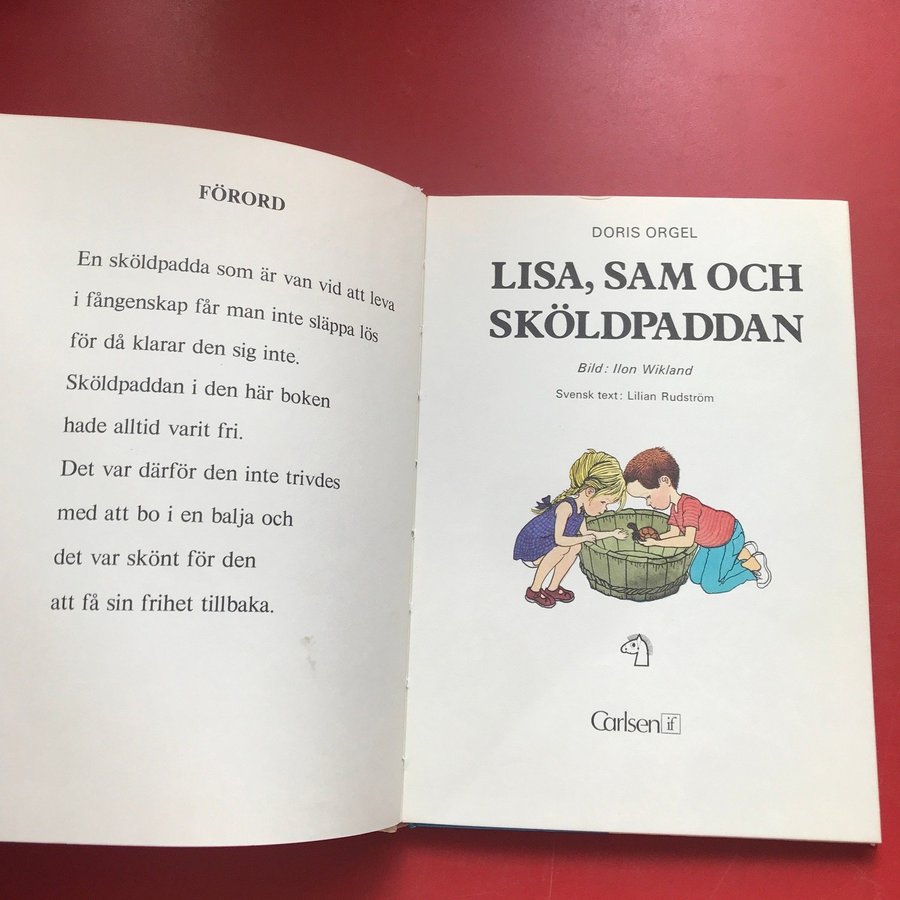 FÖRORD
En sköldpadda som är van vid att leva
i fångenskap får man inte släppa lös
för då klarar den sig inte.
Sköldpaddan i den här boken
hade alltid varit fri.
Det var därför den inte trivdes
med att bo i en balja och
det var skönt för den
att få sin frihet tillbaka.
DORIS ORGEL
LISA, SAM OCH
SKÖLDPADDAN
Bild: Ilon Wikland
Svensk text: Lilian Rudström
Carlsen if